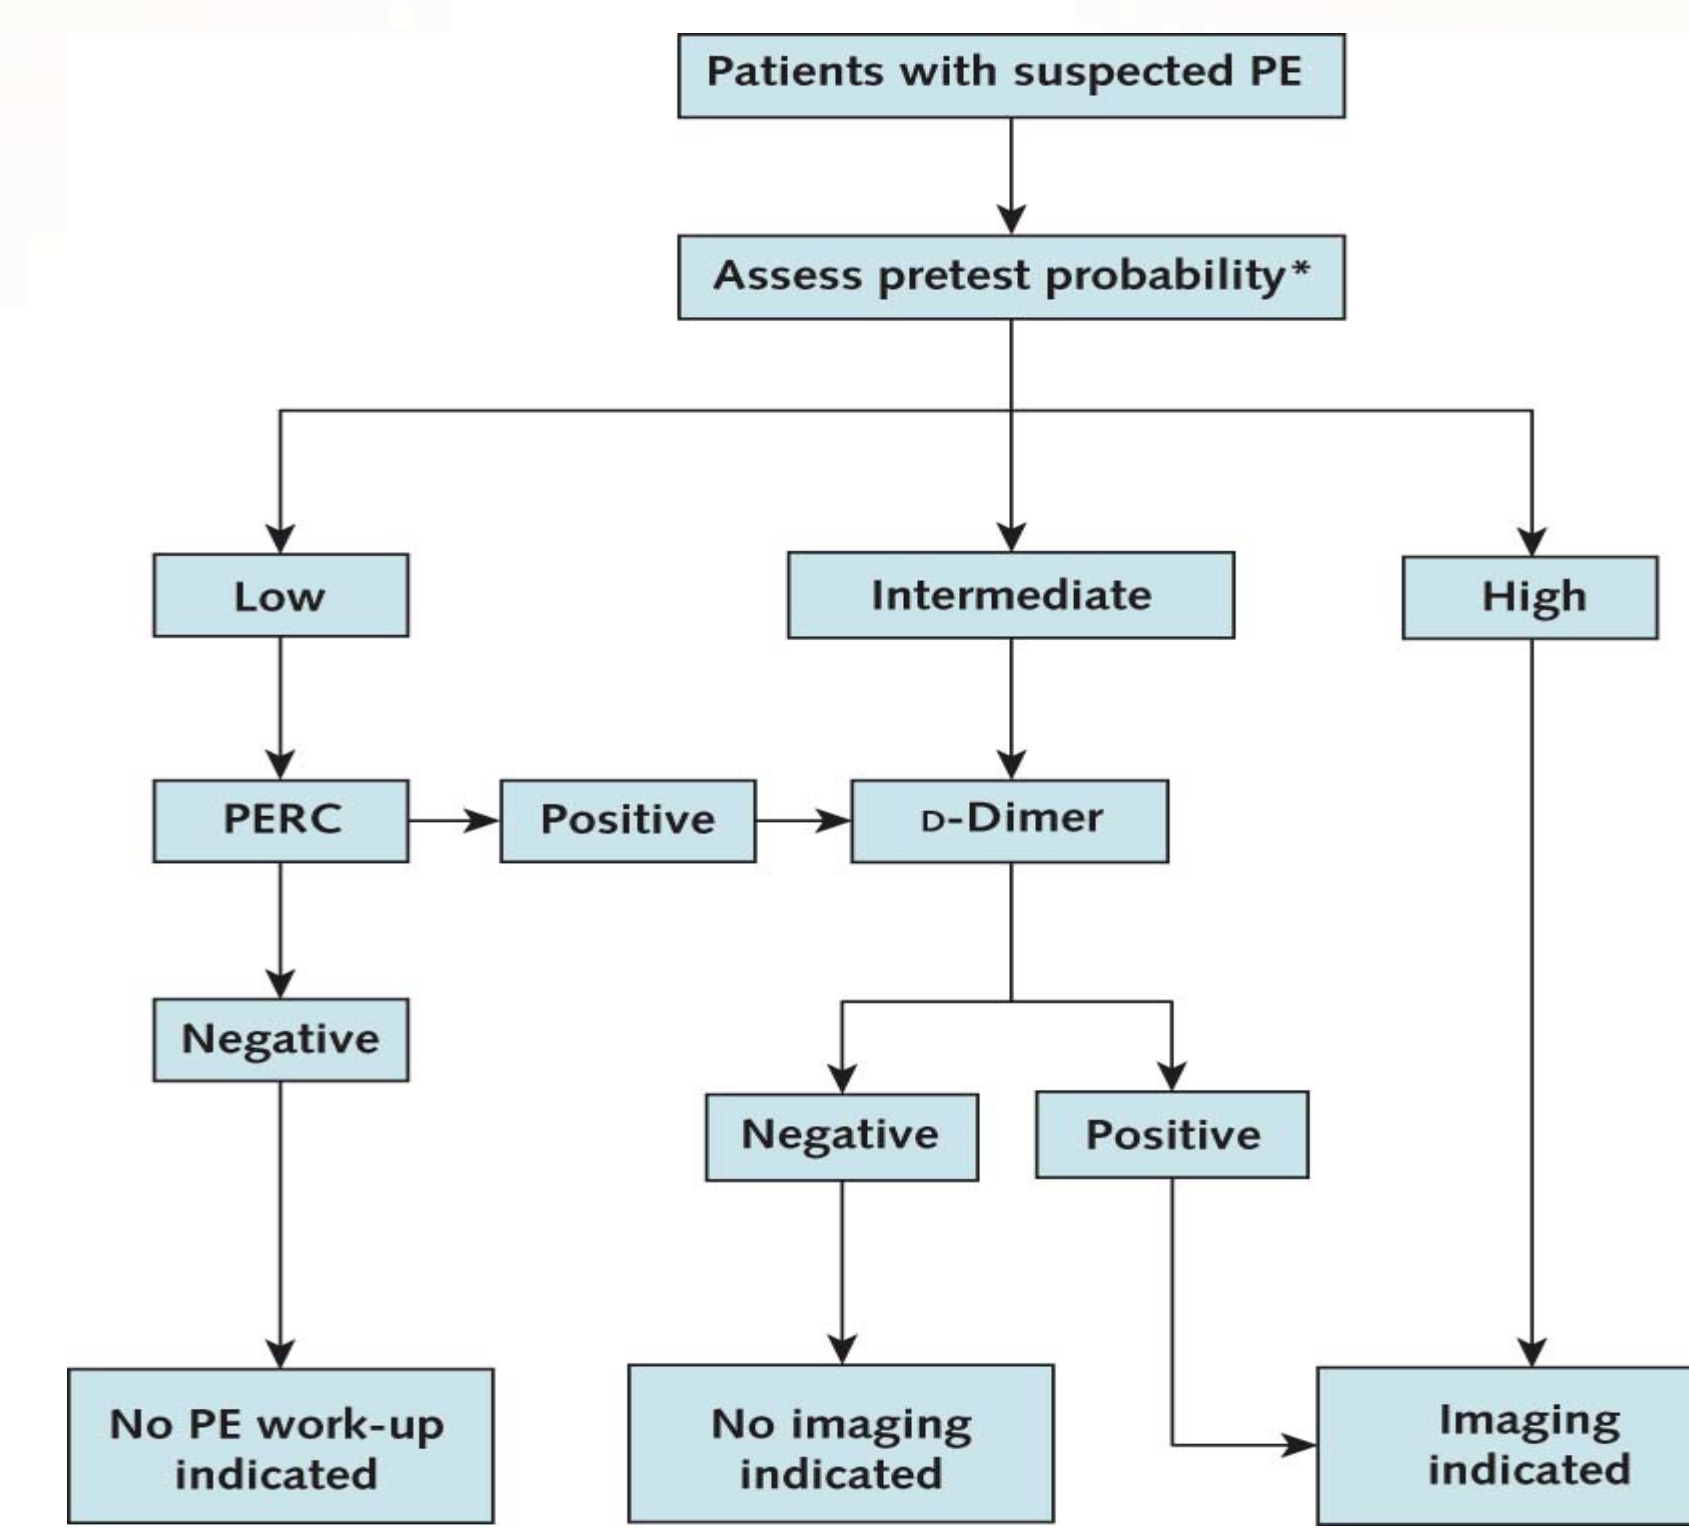 Patients with suspected PE
Assess pretest probability*
Low
Intermediate
High
PERC
Positive
D-Dimer
Negative
Negative
Positive
No PE work-up
indicated
No imaging
indicated
Imaging
indicated